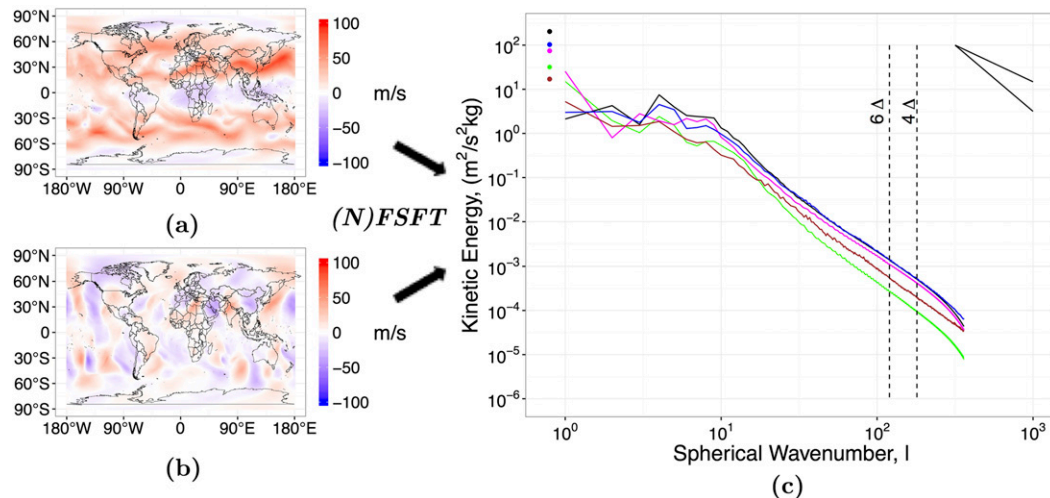 90°N
60°N
30°N
0°
30°S
60°S
90°S
180°W 90°W 0° 90°E 180°E
100
50
0
−50
−100
m/s
(a)
(N)FSFT
90°N
60°N
30°N
0°
30°S
60°S
90°S
180°W 90°W 0 90°E 180°E
100
50
0
−50
−100
m/s
(b)
Kinetic Energy, (m²/s²kg)
10²
10¹
10⁰
10⁻¹
10⁻²
10⁻³
10⁻⁴
10⁻⁵
10⁻⁶
6 Δ
4 Δ
10⁰ 10¹ 10² 10³
Spherical Wavenumber, l
(c)